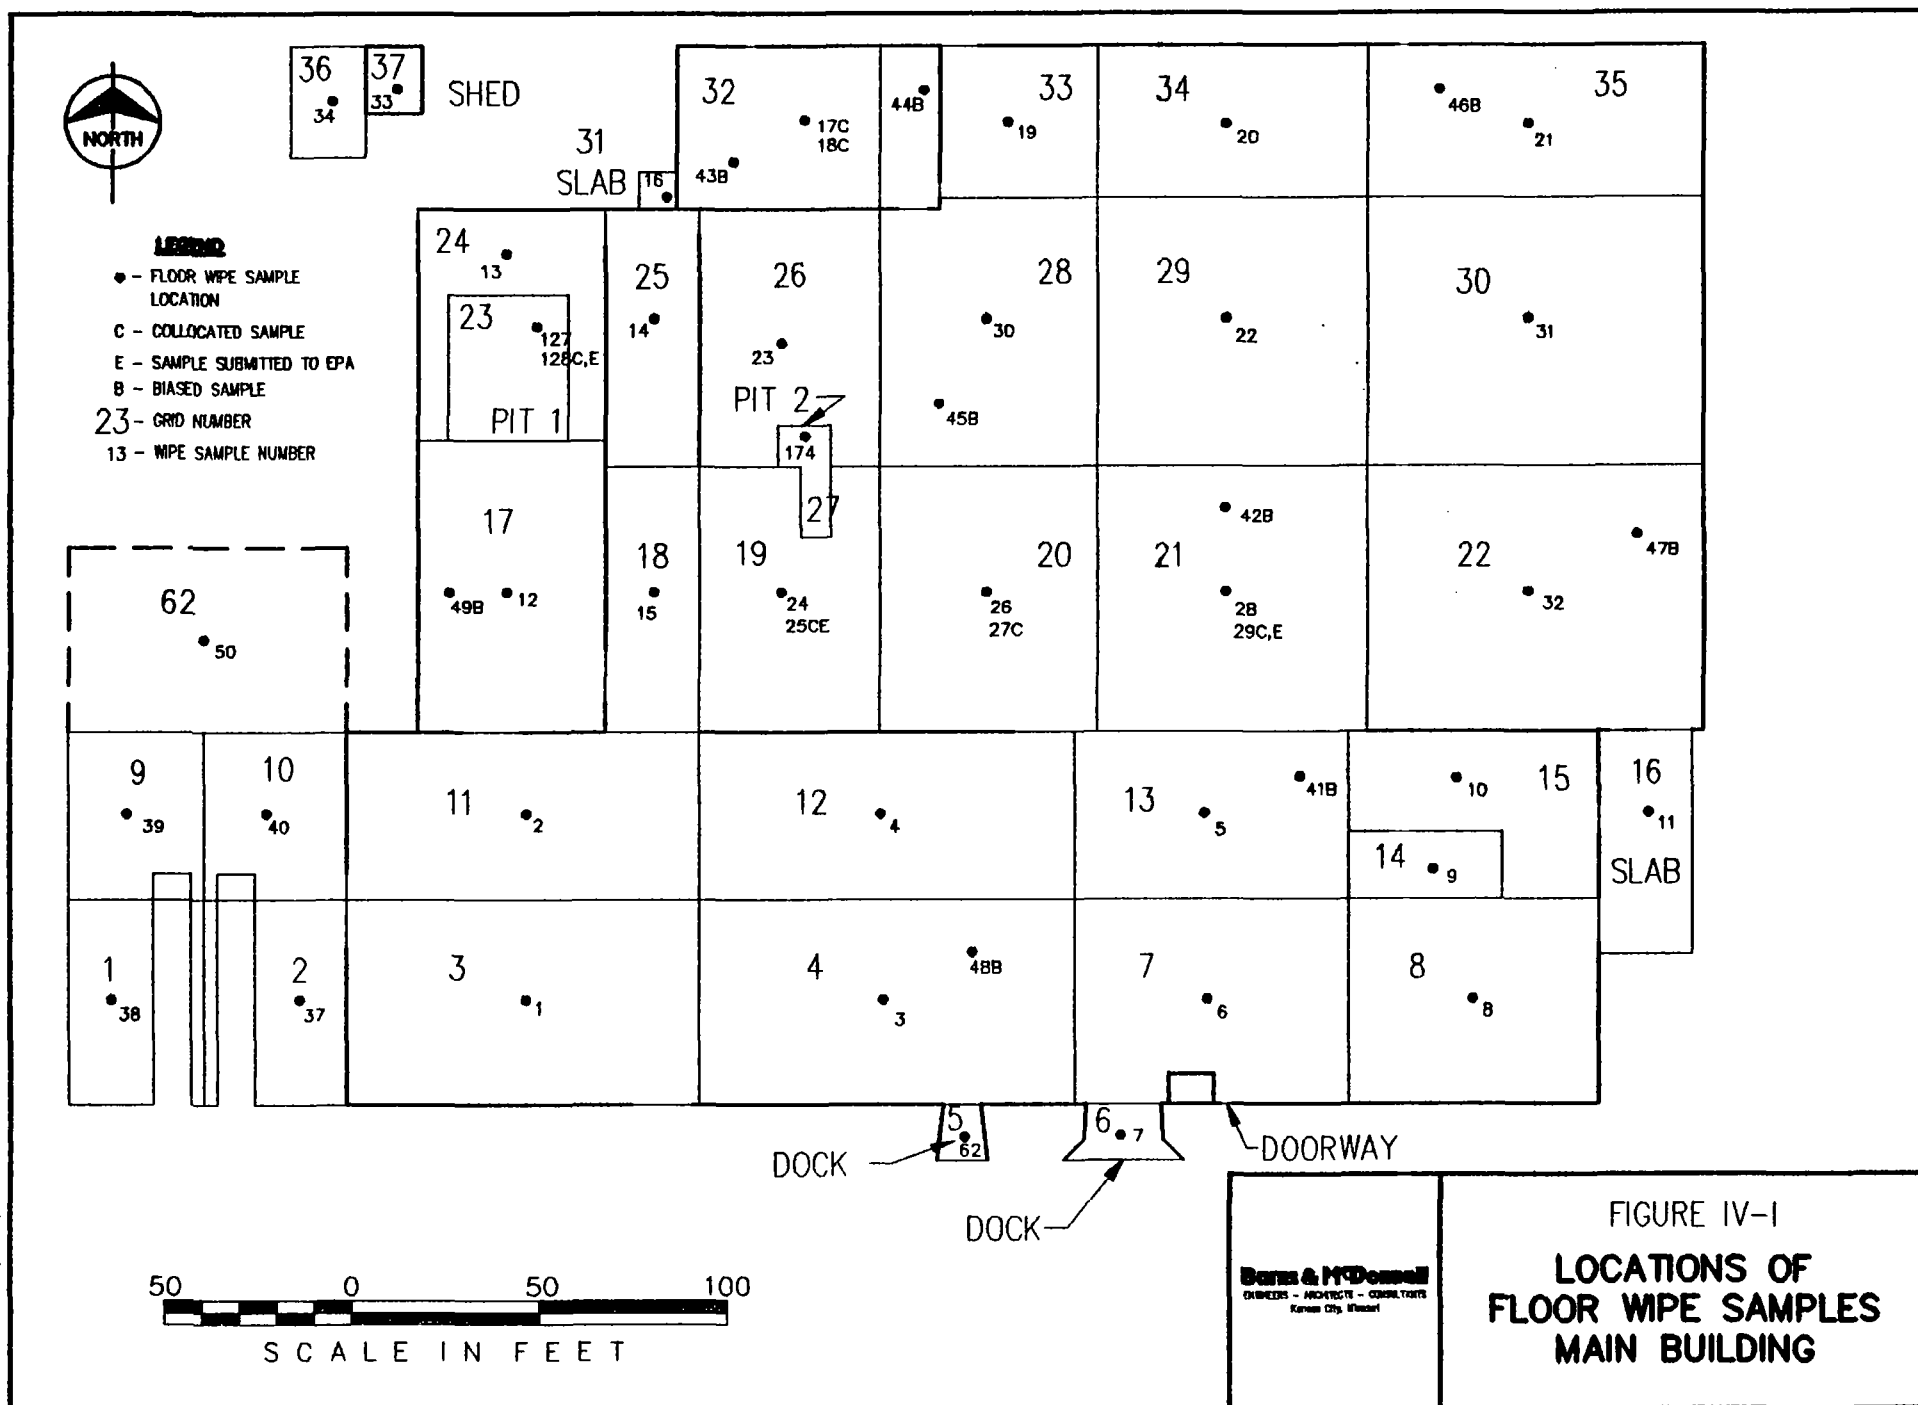 36
37
34
33
SHED
NORTH
31
SLAB
16
32
17C
18C
43B
44B
33
19
34
20
46B
35
21
LEGEND
● - FLOOR WIPE SAMPLE
LOCATION
C - COLLOCATED SAMPLE
E - SAMPLE SUBMITTED TO EPA
B - BIASED SAMPLE
23 - GRID NUMBER
13 - WIPE SAMPLE NUMBER
24
13
23
127
128C,E
PIT 1
25
14
26
23
PIT 2
174
27
28
30
45B
29
22
30
31
17
49B
12
18
15
19
24
25CE
20
26
27C
42B
21
28
29C,E
22
47B
32
62
50
9
39
10
40
11
2
12
4
13
41B
5
10
15
14
9
16
11
SLAB
1
38
2
37
3
1
4
48B
3
7
6
8
8
5
62
6
7
DOCK
DOORWAY
DOCK
50 0 50 100
SCALE IN FEET
Burns & McDonnell
ENGINEERS - ARCHITECTS - CONSULTANTS
Kansas City, Missouri
FIGURE IV-I
LOCATIONS OF
FLOOR WIPE SAMPLES
MAIN BUILDING